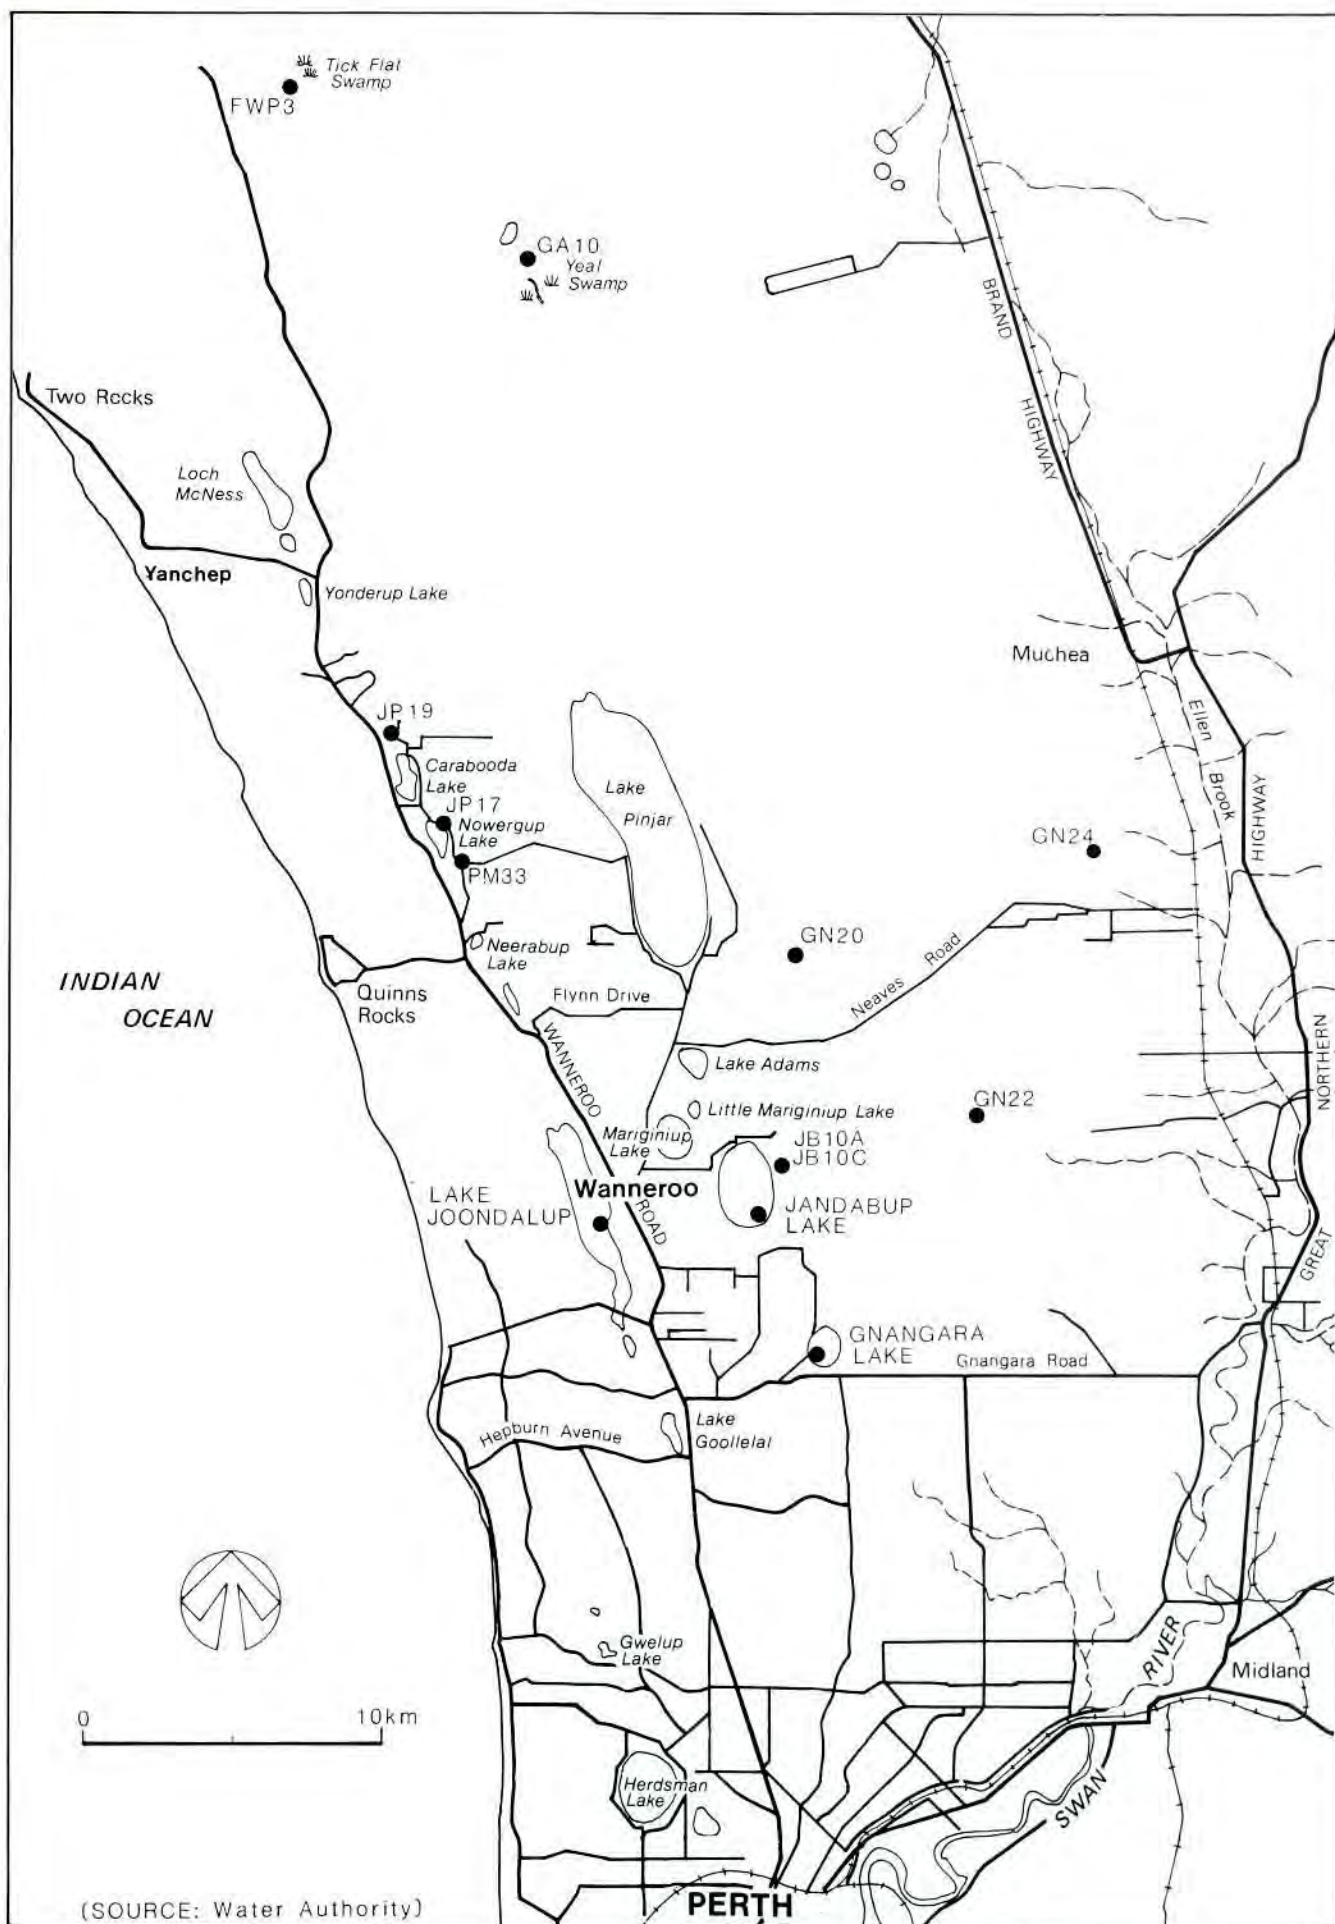 Tick Flat
Swamp
FWP3
GA10
Yeal
Swamp
BRAND
HIGHWAY
Two Rocks
Loch
McNess
Yanchep
Yonderup Lake
Muchea
JP19
Carabooda
Lake
JP17
Nowergup
Lake
PM33
Lake
Pinjar
Ellen
Brook
HIGHWAY
GN24
GN20
Neaves Road
Neerabup
Lake
INDIAN
OCEAN
Quinns
Rocks
Flynn Drive
WANNEROO
ROAD
Lake Adams
NORTHERN
GREAT
Little Mariginiup Lake
GN22
Mariginiup
Lake
JB10A
JB10C
Wanneroo
LAKE
JOONDALUP
JANDABUP
LAKE
GNANGARA
LAKE
Gnangara Road
Hepburn Avenue
Lake
Goollelal
Gwelup
Lake
RIVER
Midland
0 10km
Herdsman
Lake
SWAN
PERTH
(SOURCE: Water Authority)